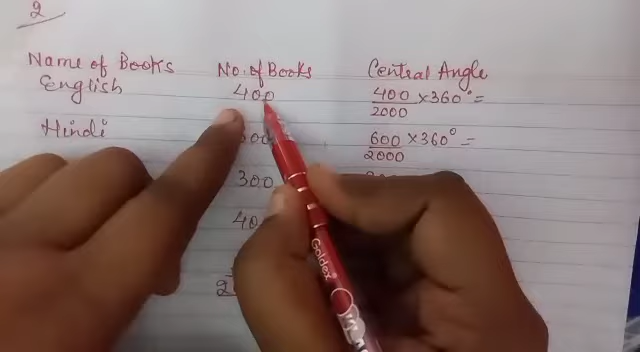 2
Name of Books No. of Books Central Angle
English 400 400/2000 ×360°=
Hindi 600/2000 ×360°=
300
Goldex